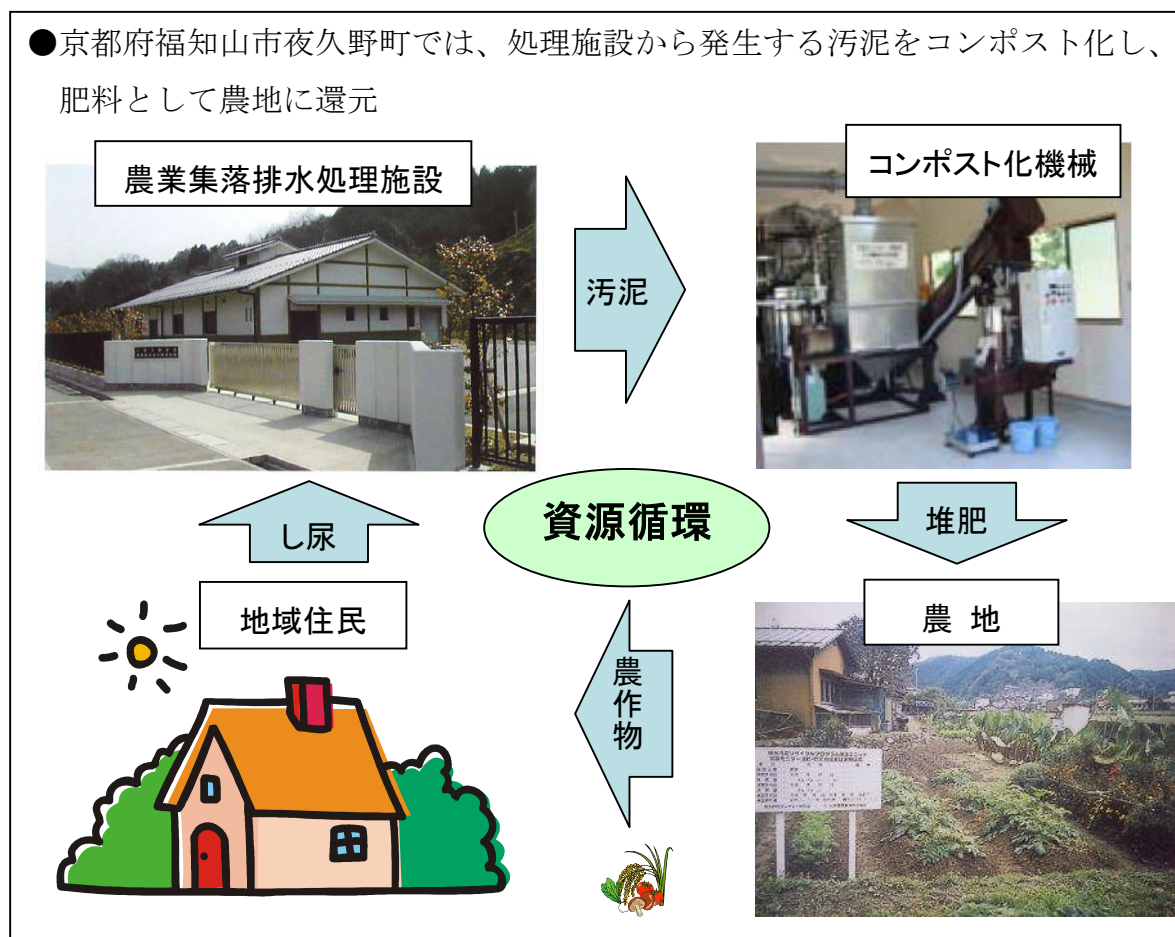 ●京都府福知山市夜久野町では、処理施設から発生する汚泥をコンポスト化し、
肥料として農地に還元
農業集落排水処理施設
汚泥
コンポスト化機械
資源循環
し尿
堆肥
地域住民
農作物
農 地